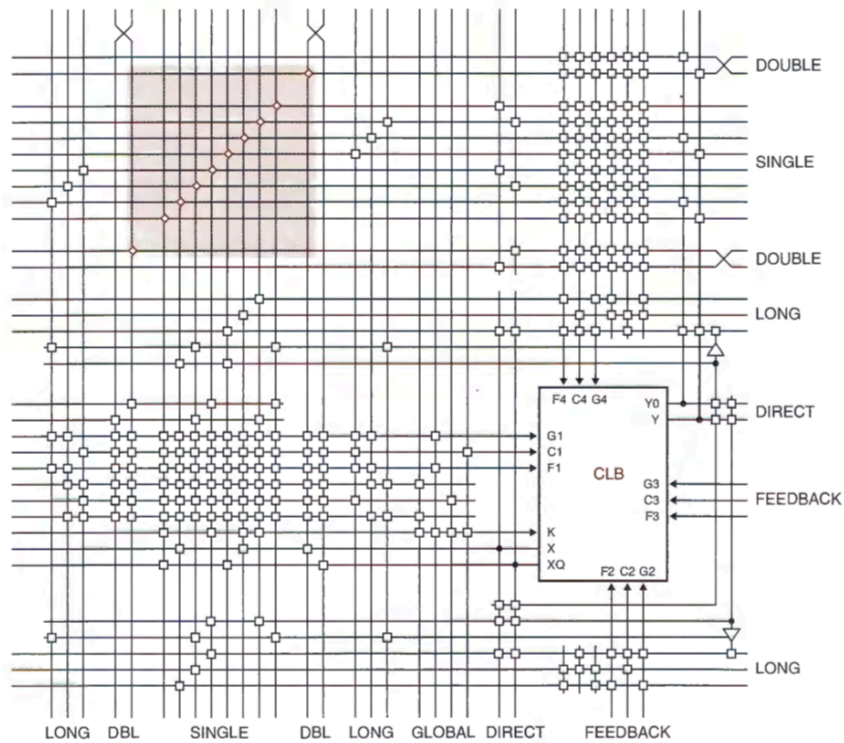 DOUBLE
SINGLE
DOUBLE
LONG
F4 C4 G4
Y0
DIRECT
Y
G1
C1
CLB
F1
G3
C3
FEEDBACK
F3
K
X
XQ
F2 C2 G2
LONG
LONG DBL SINGLE DBL LONG GLOBAL DIRECT FEEDBACK